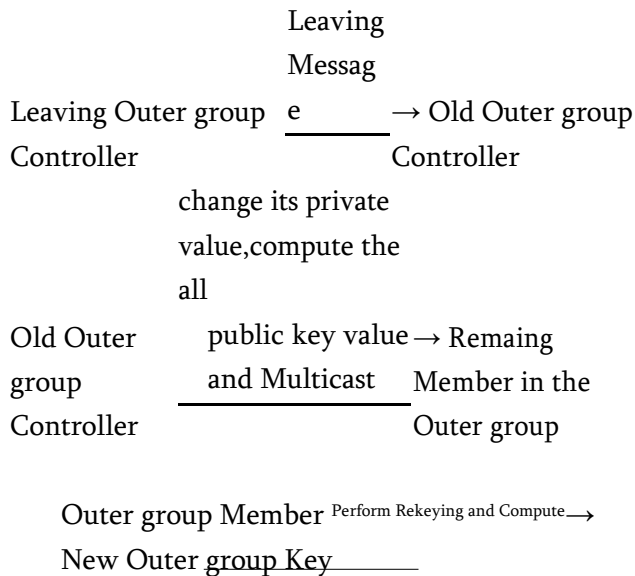 Leaving
Messag
Leaving Outer group e → Old Outer group
Controller Controller
change its private
value,compute the
all
Old Outer public key value → Remaing
group and Multicast Member in the
Controller Outer group
Outer group Member Perform Rekeying and Compute→
New Outer group Key